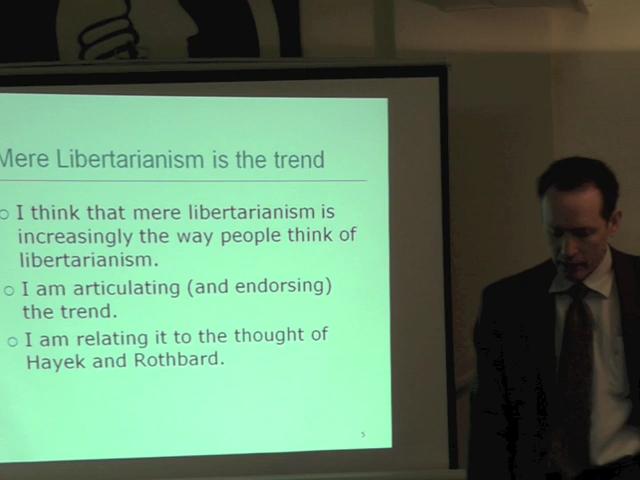 Mere Libertarianism is the trend
I think that mere libertarianism is
increasingly the way people think of
libertarianism.
I am articulating (and endorsing)
the trend.
I am relating it to the thought of
Hayek and Rothbard.
5